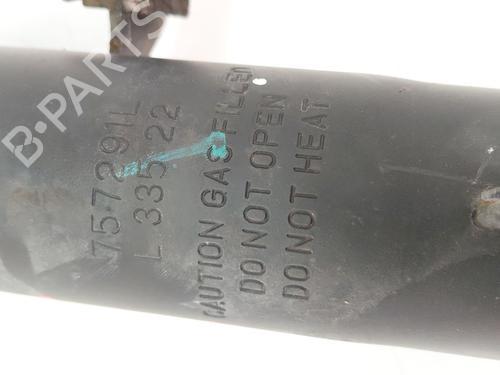 757291L
L 335 22
CAUTION GAS FILLED
DO NOT OPEN
DO NOT HEAT
B-PARTS